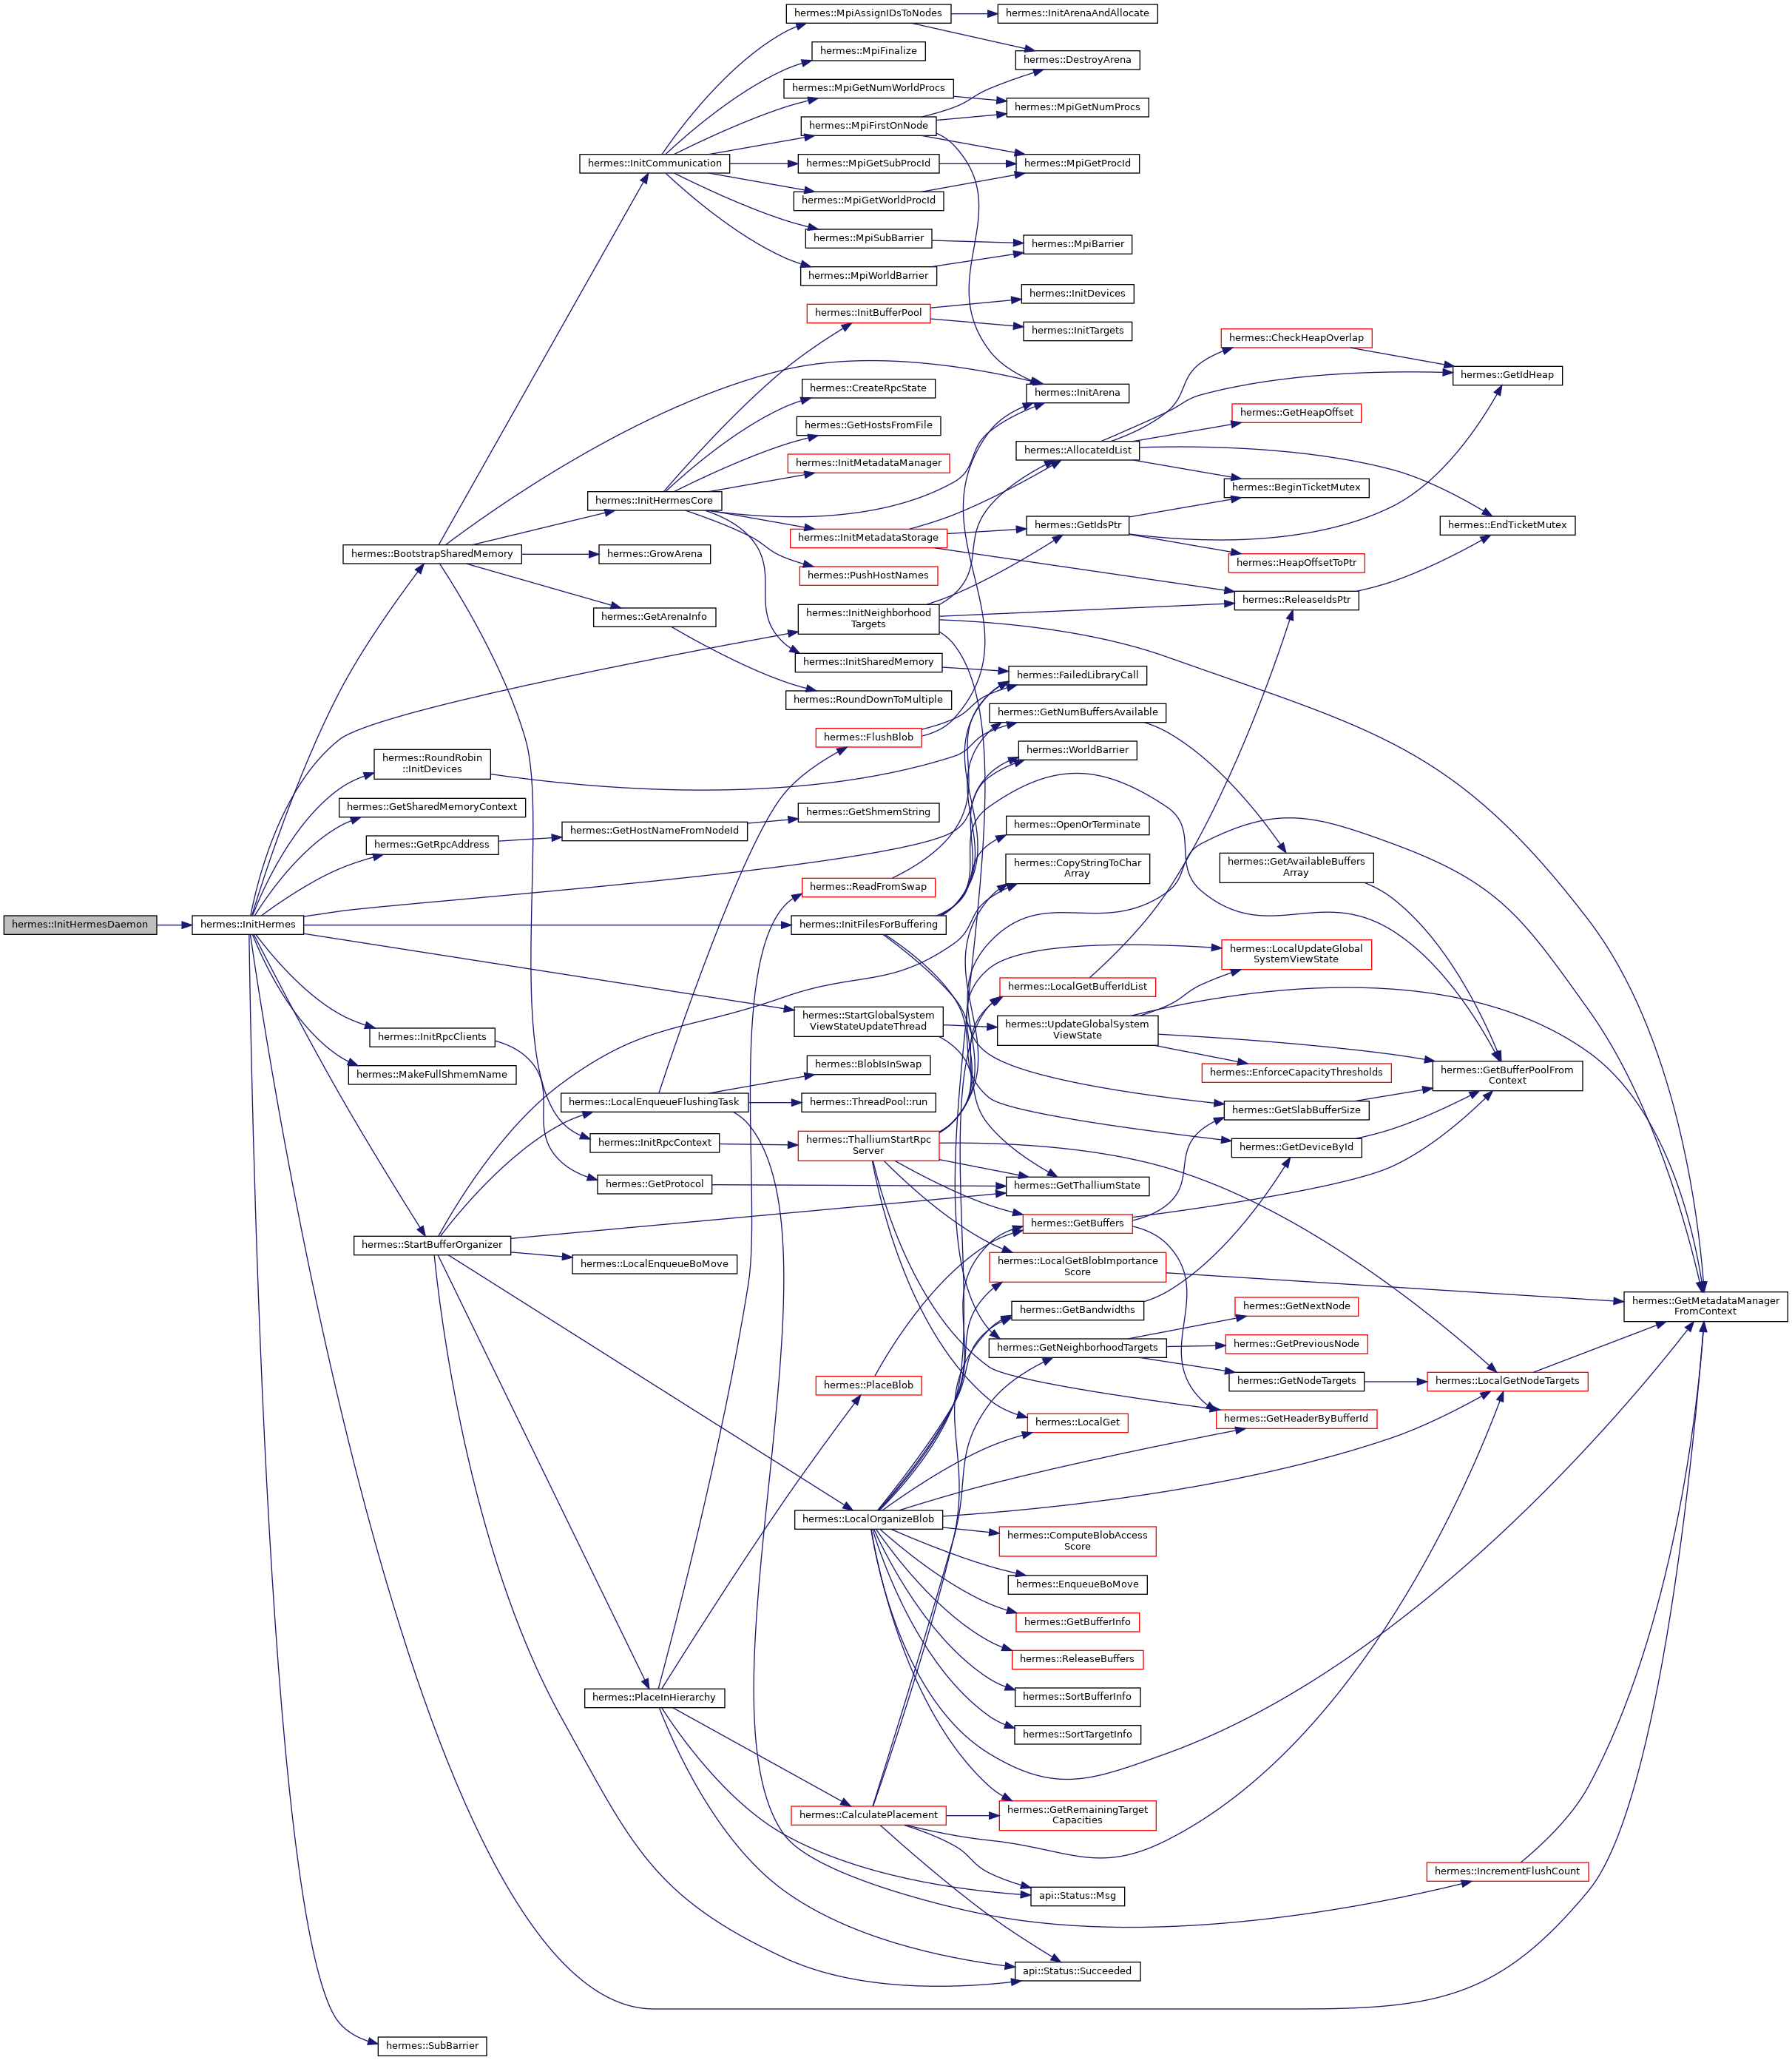 hermes::MpiAssignIDsToNodes
hermes::InitArenaAndAllocate
hermes::MpiFinalize
hermes::DestroyArena
hermes::MpiGetNumWorldProcs
hermes::MpiGetNumProcs
hermes::MpiFirstOnNode
hermes::InitCommunication
hermes::MpiGetSubProcId
hermes::MpiGetProcId
hermes::MpiGetWorldProcId
hermes::MpiSubBarrier
hermes::MpiBarrier
hermes::MpiWorldBarrier
hermes::InitDevices
hermes::InitBufferPool
hermes::InitTargets
hermes::CheckHeapOverlap
hermes::GetIdHeap
hermes::CreateRpcState
hermes::InitArena
hermes::GetHeapOffset
hermes::GetHostsFromFile
hermes::AllocateIdList
hermes::InitMetadataManager
hermes::BeginTicketMutex
hermes::InitHermesCore
hermes::GetIdsPtr
hermes::EndTicketMutex
hermes::InitMetadataStorage
hermes::BootstrapSharedMemory
hermes::GrowArena
hermes::HeapOffsetToPtr
hermes::PushHostNames
hermes::ReleaseIdsPtr
hermes::GetArenaInfo
hermes::InitNeighborhood
Targets
hermes::InitSharedMemory
hermes::FailedLibraryCall
hermes::RoundDownToMultiple
hermes::GetNumBuffersAvailable
hermes::FlushBlob
hermes::WorldBarrier
hermes::RoundRobin
::InitDevices
hermes::GetSharedMemoryContext
hermes::GetShmemString
hermes::OpenOrTerminate
hermes::GetHostNameFromNodeId
hermes::GetRpcAddress
hermes::CopyStringToChar
Array
hermes::GetAvailableBuffers
Array
hermes::ReadFromSwap
hermes::InitHermesDaemon
hermes::InitHermes
hermes::InitFilesForBuffering
hermes::LocalUpdateGlobal
SystemViewState
hermes::LocalGetBufferIdList
hermes::StartGlobalSystem
ViewStateUpdateThread
hermes::UpdateGlobalSystem
ViewState
hermes::InitRpcClients
hermes::BlobIsInSwap
hermes::EnforceCapacityThresholds
hermes::GetBufferPoolFrom
Context
hermes::MakeFullShmemName
hermes::LocalEnqueueFlushingTask
hermes::ThreadPool::run
hermes::GetSlabBufferSize
hermes::InitRpcContext
hermes::ThalliumStartRpc
Server
hermes::GetDeviceById
hermes::GetProtocol
hermes::GetThalliumState
hermes::GetBuffers
hermes::StartBufferOrganizer
hermes::LocalEnqueueBoMove
hermes::LocalGetBlobImportance
Score
hermes::GetBandwidths
hermes::GetNextNode
hermes::GetMetadataManager
FromContext
hermes::GetNeighborhoodTargets
hermes::GetPreviousNode
hermes::GetNodeTargets
hermes::LocalGetNodeTargets
hermes::PlaceBlob
hermes::LocalGet
hermes::GetHeaderByBufferId
hermes::LocalOrganizeBlob
hermes::ComputeBlobAccess
Score
hermes::EnqueueBoMove
hermes::GetBufferInfo
hermes::ReleaseBuffers
hermes::PlaceInHierarchy
hermes::SortBufferInfo
hermes::SortTargetInfo
hermes::CalculatePlacement
hermes::GetRemainingTarget
Capacities
hermes::IncrementFlushCount
api::Status::Msg
api::Status::Succeeded
hermes::SubBarrier